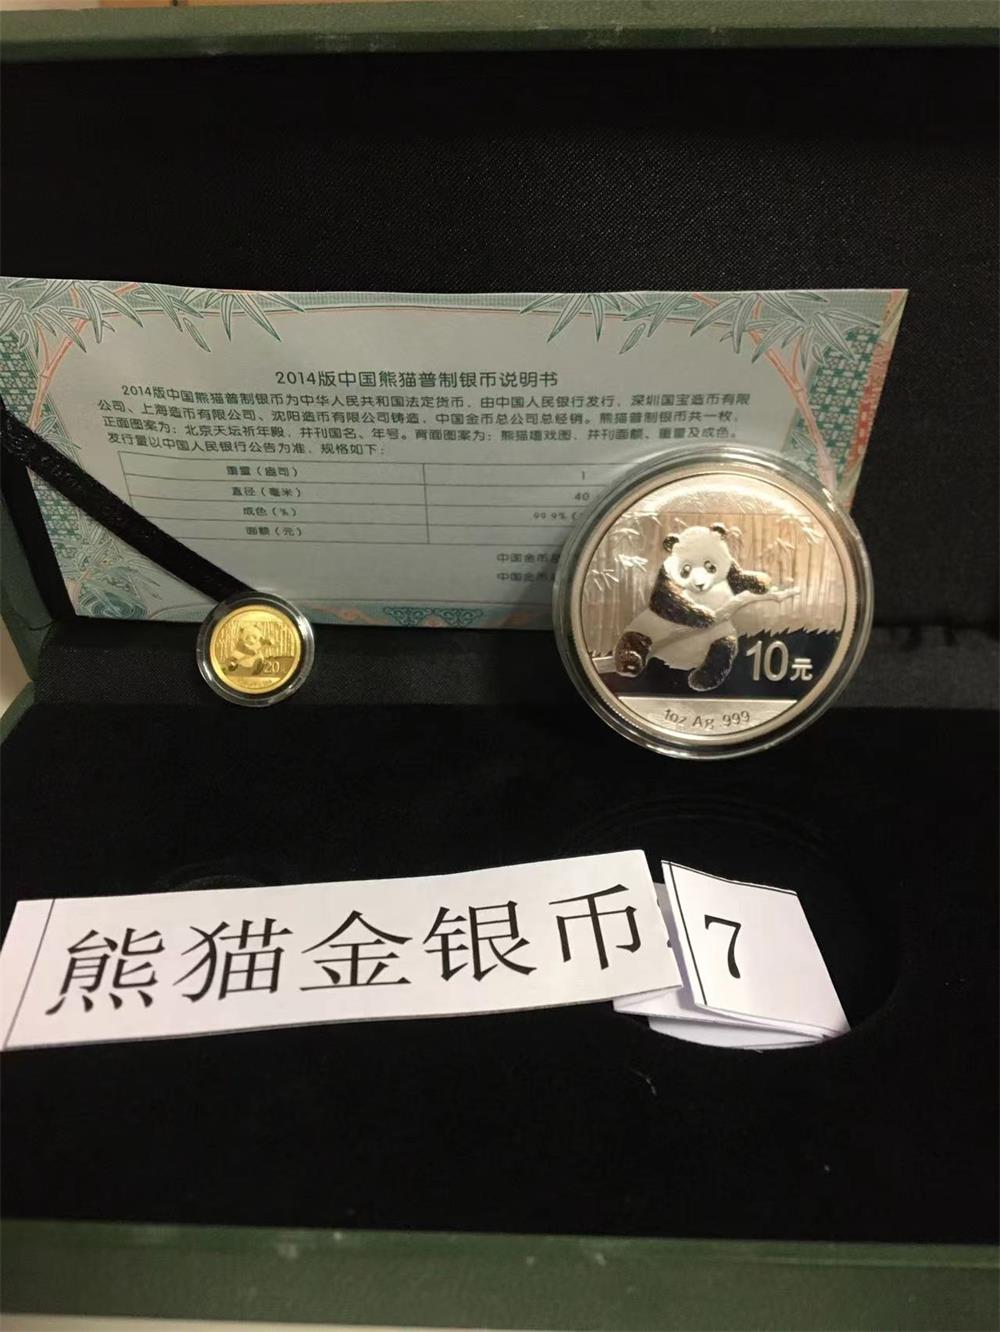 2014版中国熊猫普制银币说明书
2014版中国熊猫普制银币为中华人民共和国法定货币，由中国人民银行发行，深圳国宝造币有限
公司、上海造币有限公司、沈阳造币有限公司铸造，中国金币总公司总经销。熊猫普制银币共一枚，
正面图案为：北京天坛祈年殿，并刊国名、年号。背面图案为：熊猫嬉戏图，并刊面额、重量及成色。
发行量以中国人民银行公告为准，规格如下：
重量（盎司） 1
直径（毫米） 40
成色（%） 99.9%
面额（元）
中国金币
中国金币
20
10元
1oz Ag 999
熊猫金银币
7